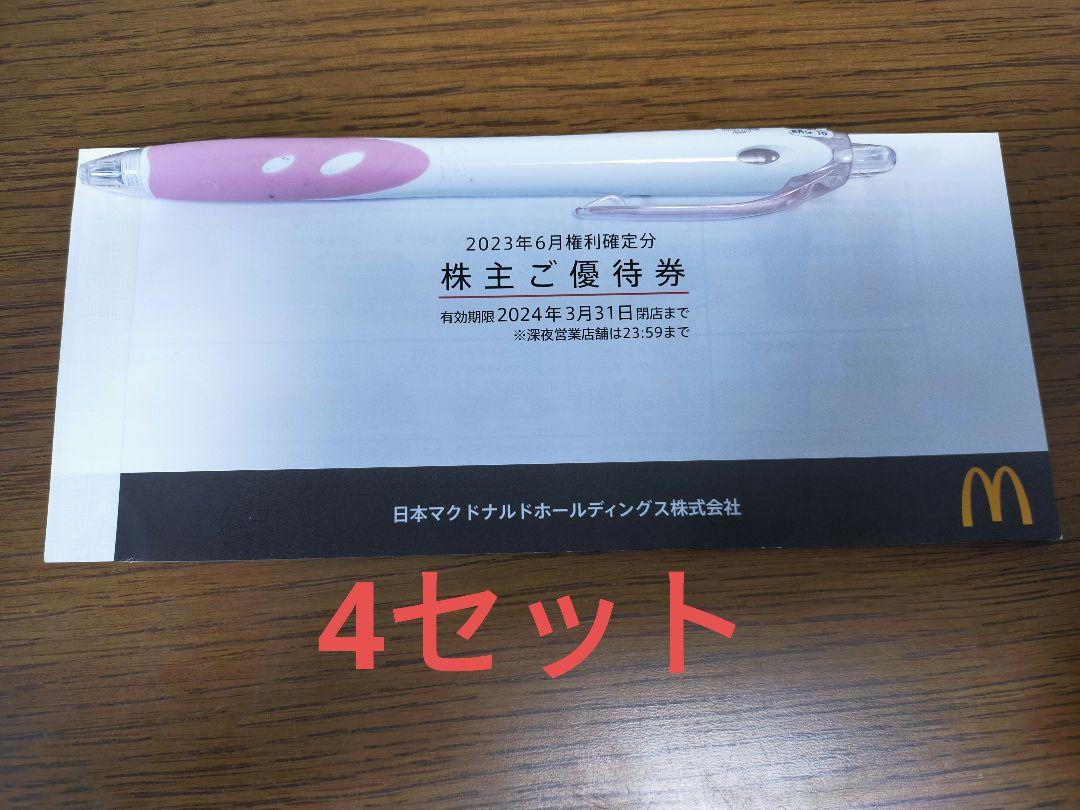 2023年6月権利確定分
株主ご優待券
有効期限2024年3月31日閉店まで
※深夜営業店舗は23:59まで
日本マクドナルドホールディングス株式会社
4セット